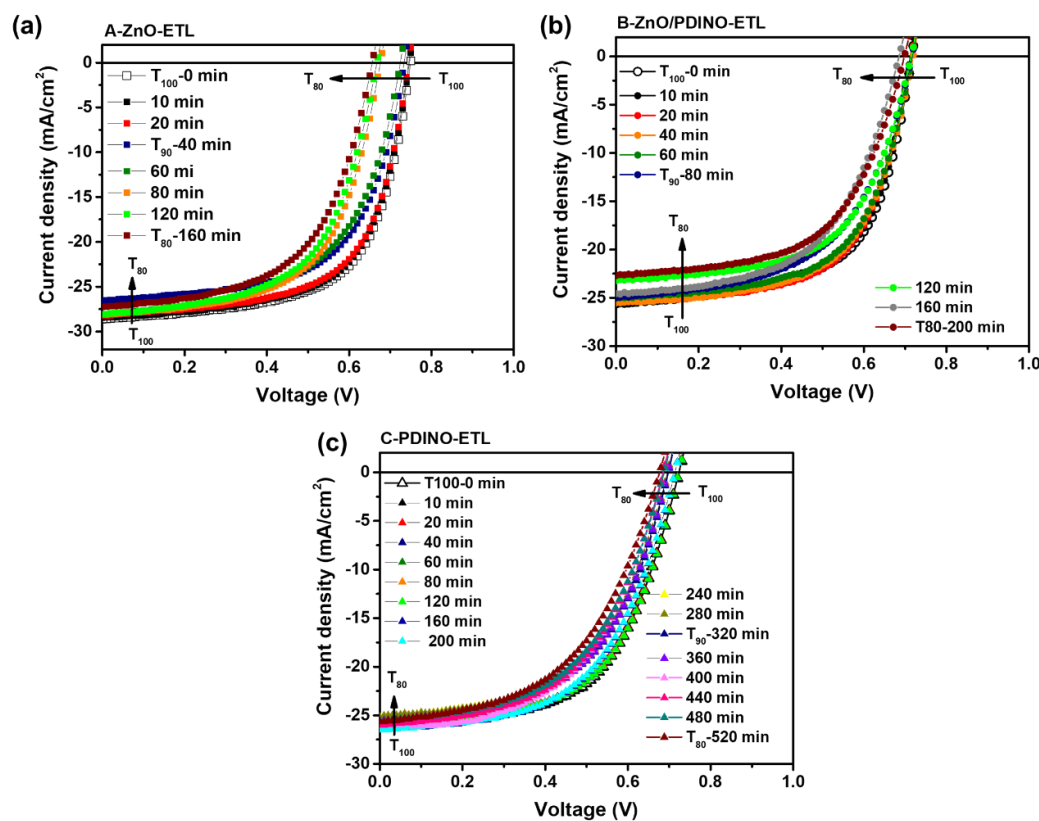 (a)
A-ZnO-ETL
T100-0 min
10 min
20 min
T90-40 min
60 mi
80 min
120 min
T80-160 min
T80
T100
T80
T100
0
-5
-10
-15
-20
-25
-30
Current density (mA/cm2)
0.0 0.2 0.4 0.6 0.8 1.0
Voltage (V)
(b)
B-ZnO/PDINO-ETL
T100-0 min
10 min
20 min
40 min
60 min
T90-80 min
T80
T100
T80
T100
120 min
160 min
T80-200 min
0
-5
-10
-15
-20
-25
-30
Current density (mA/cm2)
0.0 0.2 0.4 0.6 0.8 1.0
Voltage (V)
(c)
C-PDINO-ETL
T100-0 min
10 min
20 min
40 min
60 min
80 min
120 min
160 min
200 min
T80
T100
240 min
280 min
T90-320 min
360 min
400 min
440 min
480 min
T80-520 min
T80
T100
0
-5
-10
-15
-20
-25
-30
Current density (mA/cm2)
0.0 0.2 0.4 0.6 0.8 1.0
Voltage (V)